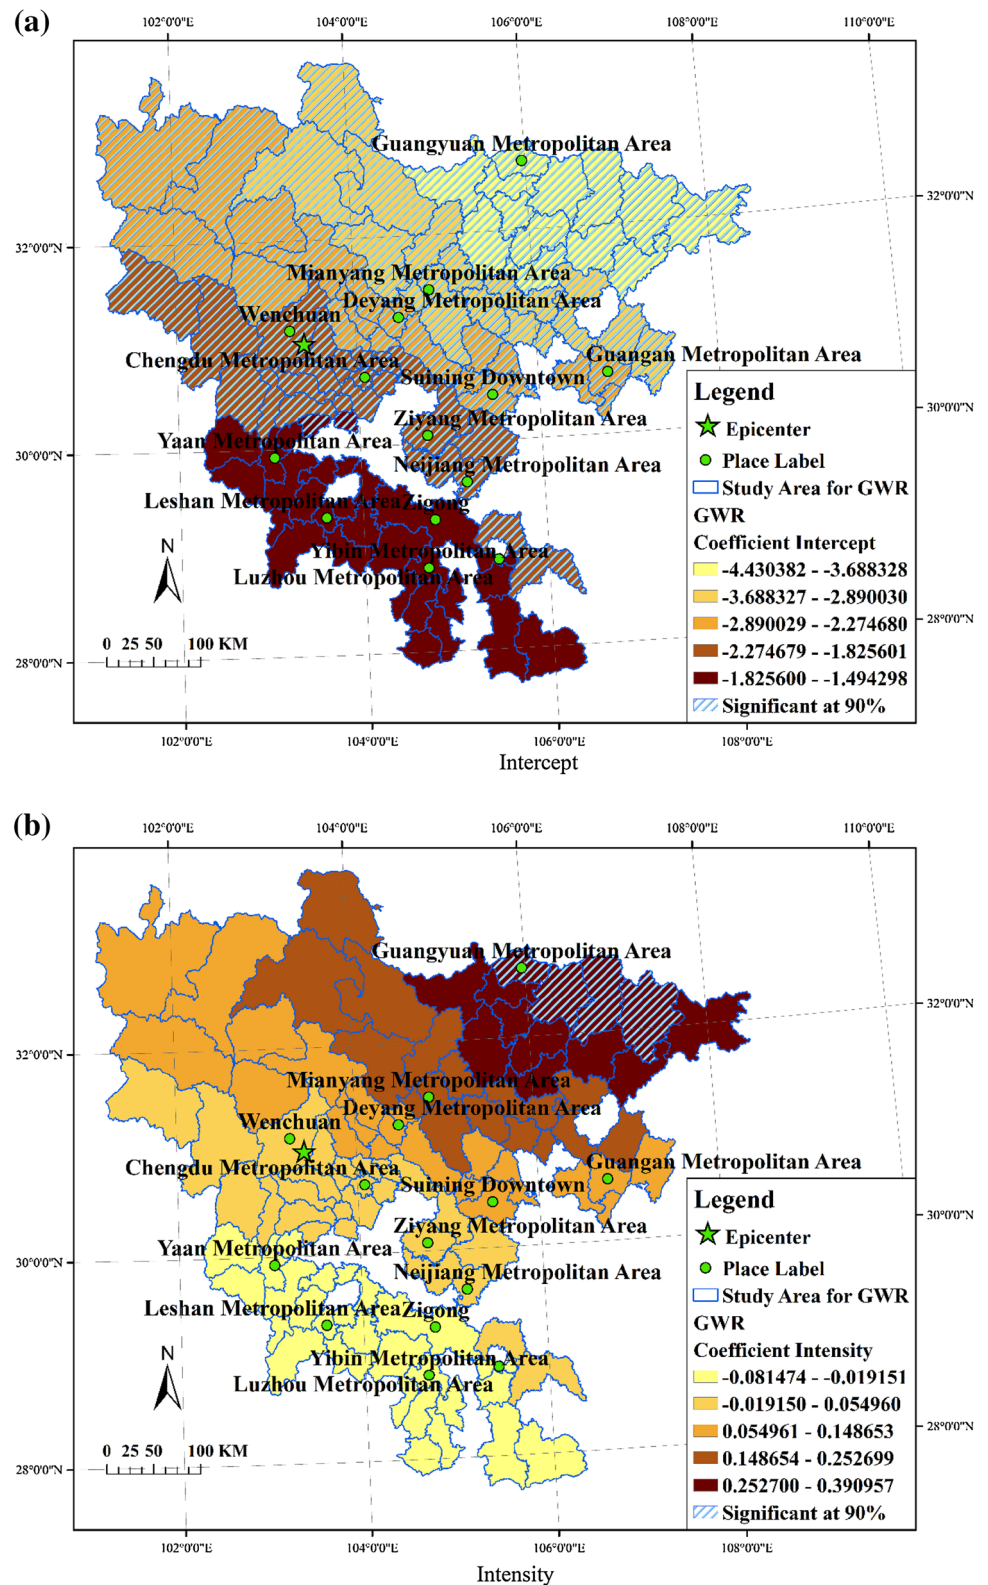 (a)
102°0'0"E 104°0'0"E 106°0'0"E 108°0'0"E 110°0'0"E
Guangyuan Metropolitan Area
32°0'0"N
32°0'0"N
Mianyang Metropolitan Area
Deyang Metropolitan Area
Wenchuan
Guangan Metropolitan Area
Chengdu Metropolitan Area
Suining Downtown
Ziyang Metropolitan Area
Yaan Metropolitan Area
30°0'0"N
30°0'0"N
Neijiang Metropolitan Area
Leshan Metropolitan Area Zigong
Yibin Metropolitan Area
Luzhou Metropolitan Area
N
0 25 50 100 KM
28°0'0"N
28°0'0"N
Legend
Epicenter
Place Label
Study Area for GWR
GWR
Coefficient Intercept
-4.430382 - -3.688328
-3.688327 - -2.890030
-2.890029 - -2.274680
-2.274679 - -1.825601
-1.825600 - -1.494298
Significant at 90%
102°0'0"E 104°0'0"E 106°0'0"E 108°0'0"E
Intercept
(b)
102°0'0"E 104°0'0"E 106°0'0"E 108°0'0"E 110°0'0"E
Guangyuan Metropolitan Area
32°0'0"N
32°0'0"N
Mianyang Metropolitan Area
Deyang Metropolitan Area
Wenchuan
Guangan Metropolitan Area
Chengdu Metropolitan Area
Suining Downtown
Ziyang Metropolitan Area
Yaan Metropolitan Area
30°0'0"N
30°0'0"N
Neijiang Metropolitan Area
Leshan Metropolitan Area Zigong
Yibin Metropolitan Area
Luzhou Metropolitan Area
N
0 25 50 100 KM
28°0'0"N
28°0'0"N
Legend
Epicenter
Place Label
Study Area for GWR
GWR
Coefficient Intensity
-0.081474 - -0.019151
-0.019150 - 0.054960
0.054961 - 0.148653
0.148654 - 0.252699
0.252700 - 0.390957
Significant at 90%
102°0'0"E 104°0'0"E 106°0'0"E 108°0'0"E
Intensity